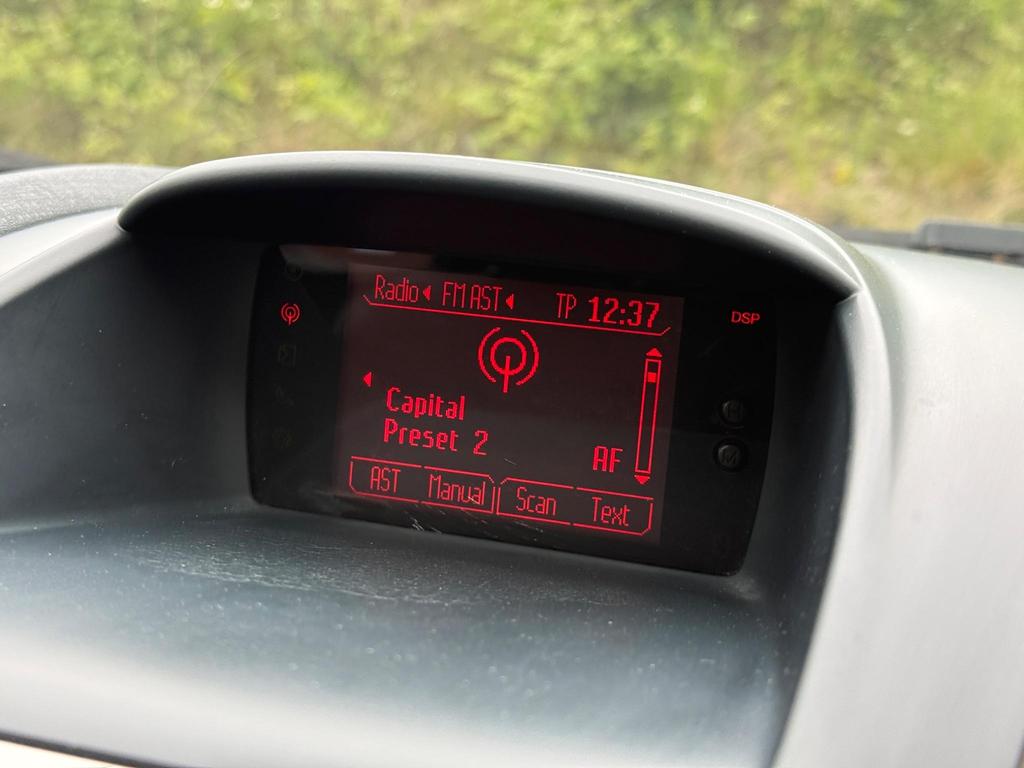 Radio FM AST TP 12:37
DSP
Capital
Preset 2
AF
AST Manual Scan Text
M